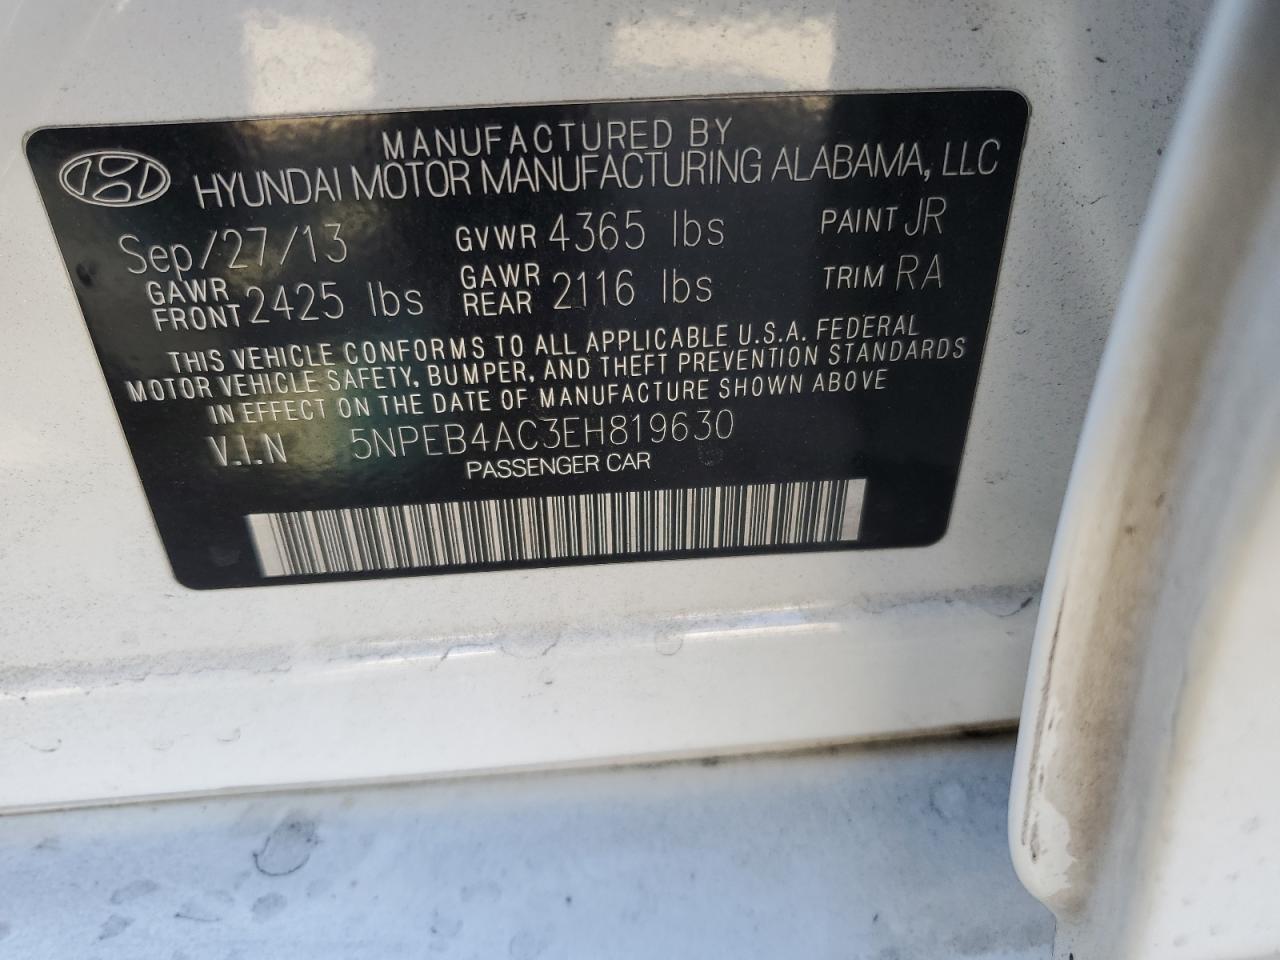 MANUFACTURED BY
HYUNDAI MOTOR MANUFACTURING ALABAMA, LLC
Sep/27/13 GVWR 4365 lbs PAINT JR
GAWR FRONT 2425 lbs GAWR REAR 2116 lbs TRIM RA
THIS VEHICLE CONFORMS TO ALL APPLICABLE U.S.A. FEDERAL
MOTOR VEHICLE SAFETY, BUMPER, AND THEFT PREVENTION STANDARDS
IN EFFECT ON THE DATE OF MANUFACTURE SHOWN ABOVE
V.I.N 5NPEB4AC3EH819630
PASSENGER CAR